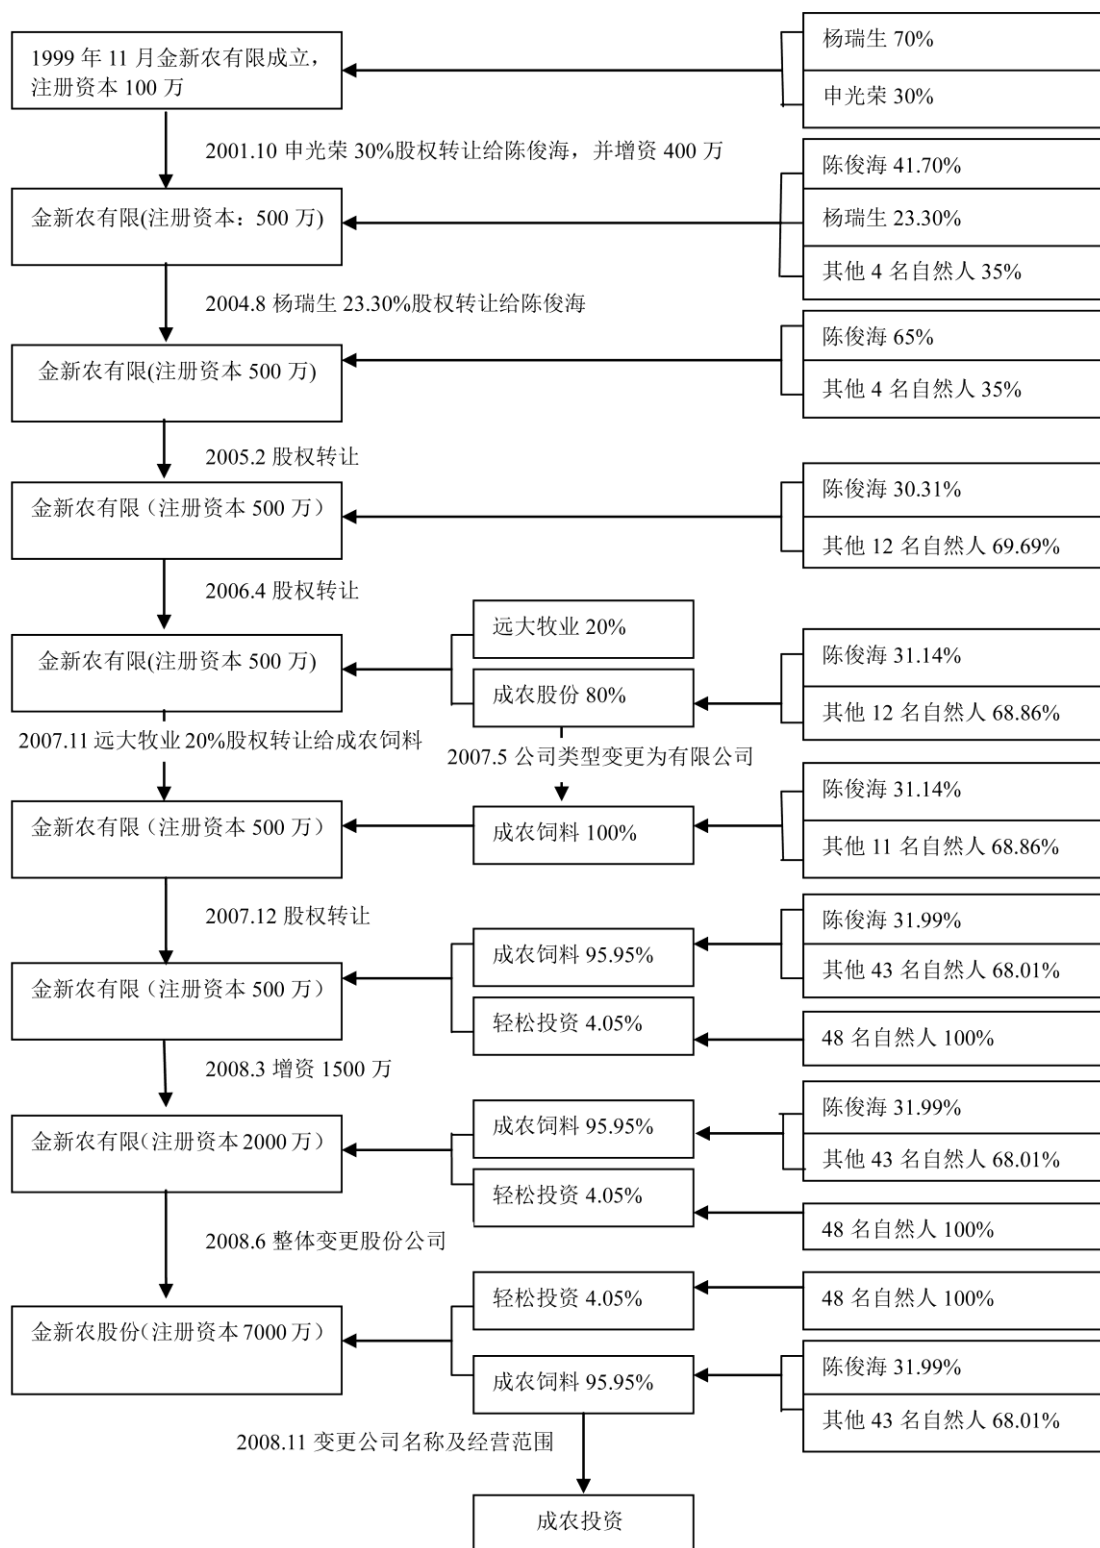 1999 年 11 月金新农有限成立，
注册资本 100 万
杨瑞生 70%
申光荣 30%
2001.10 申光荣 30%股权转让给陈俊海，并增资 400 万
金新农有限(注册资本：500 万)
陈俊海 41.70%
杨瑞生 23.30%
其他 4 名自然人 35%
2004.8 杨瑞生 23.30%股权转让给陈俊海
金新农有限(注册资本 500 万)
陈俊海 65%
其他 4 名自然人 35%
2005.2 股权转让
金新农有限（注册资本 500 万）
陈俊海 30.31%
其他 12 名自然人 69.69%
2006.4 股权转让
金新农有限(注册资本 500 万)
远大牧业 20%
成农股份 80%
陈俊海 31.14%
其他 12 名自然人 68.86%
2007.11 远大牧业 20%股权转让给成农饲料
2007.5 公司类型变更为有限公司
金新农有限（注册资本 500 万）
成农饲料 100%
陈俊海 31.14%
其他 11 名自然人 68.86%
2007.12 股权转让
金新农有限（注册资本 500 万）
成农饲料 95.95%
轻松投资 4.05%
陈俊海 31.99%
其他 43 名自然人 68.01%
48 名自然人 100%
2008.3 增资 1500 万
金新农有限（注册资本 2000 万）
成农饲料 95.95%
轻松投资 4.05%
陈俊海 31.99%
其他 43 名自然人 68.01%
48 名自然人 100%
2008.6 整体变更股份公司
金新农股份（注册资本 7000 万）
轻松投资 4.05%
成农饲料 95.95%
48 名自然人 100%
陈俊海 31.99%
其他 43 名自然人 68.01%
2008.11 变更公司名称及经营范围
成农投资